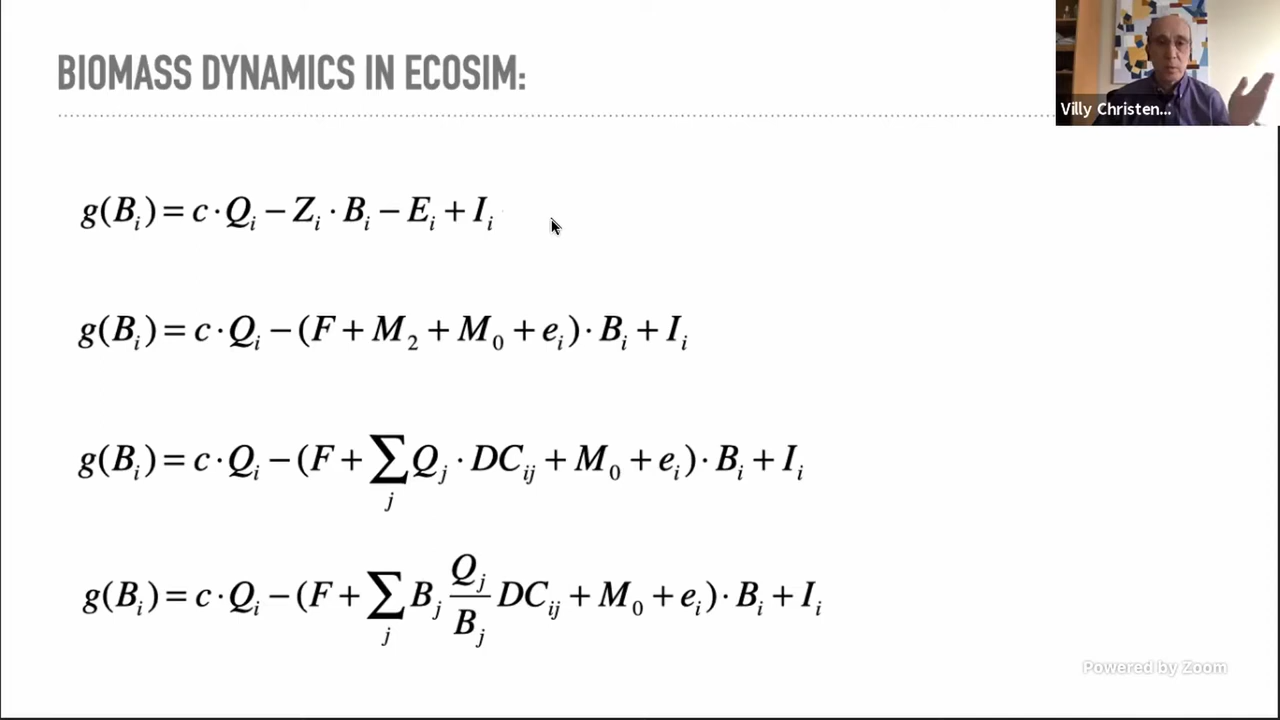 BIOMASS DYNAMICS IN ECOSIM:
Villy Christen...
g(B_i) = c · Q_i − Z_i · B_i − E_i + I_i
g(B_i) = c · Q_i − (F + M_2 + M_0 + e_i) · B_i + I_i
g(B_i) = c · Q_i − (F + ∑_j Q_j · DC_ij + M_0 + e_i) · B_i + I_i
g(B_i) = c · Q_i − (F + ∑_j B_j Q_j/B_j DC_ij + M_0 + e_i) · B_i + I_i
Powered by Zoom